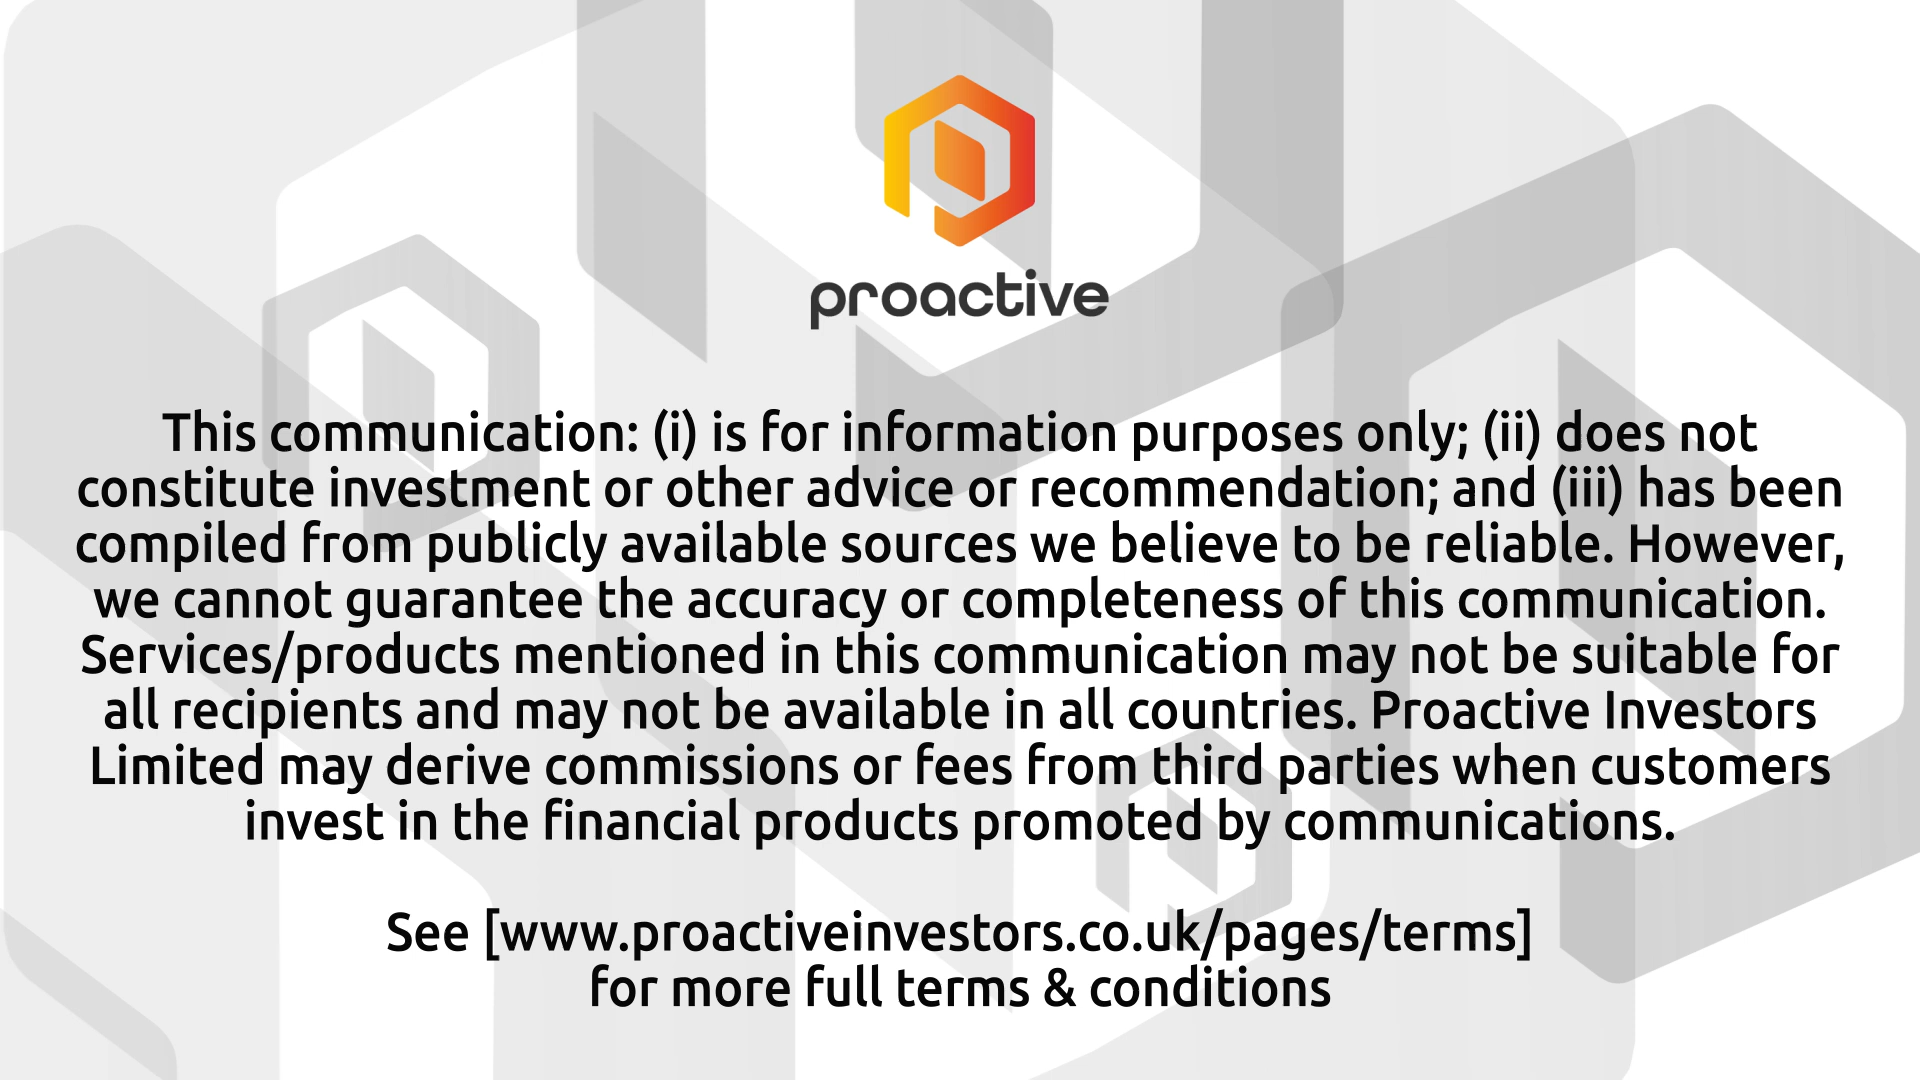 proactive
This communication: (i) is for information purposes only; (ii) does not
constitute investment or other advice or recommendation; and (iii) has been
compiled from publicly available sources we believe to be reliable. However,
we cannot guarantee the accuracy or completeness of this communication.
Services/products mentioned in this communication may not be suitable for
all recipients and may not be available in all countries. Proactive Investors
Limited may derive commissions or fees from third parties when customers
invest in the financial products promoted by communications.
See [www.proactiveinvestors.co.uk/pages/terms]
for more full terms & conditions